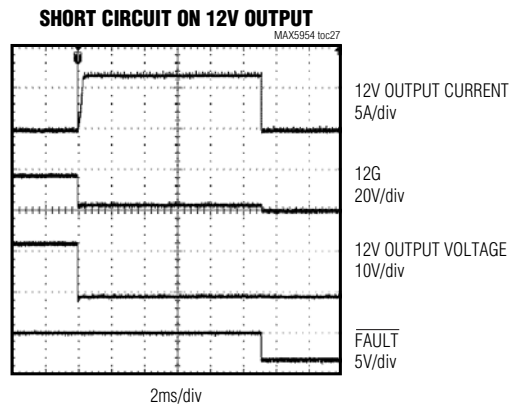 SHORT CIRCUIT ON 12V OUTPUT
MAX5954 toc27
12V OUTPUT CURRENT
5A/div
12G
20V/div
12V OUTPUT VOLTAGE
10V/div
FAULT
5V/div
2ms/div